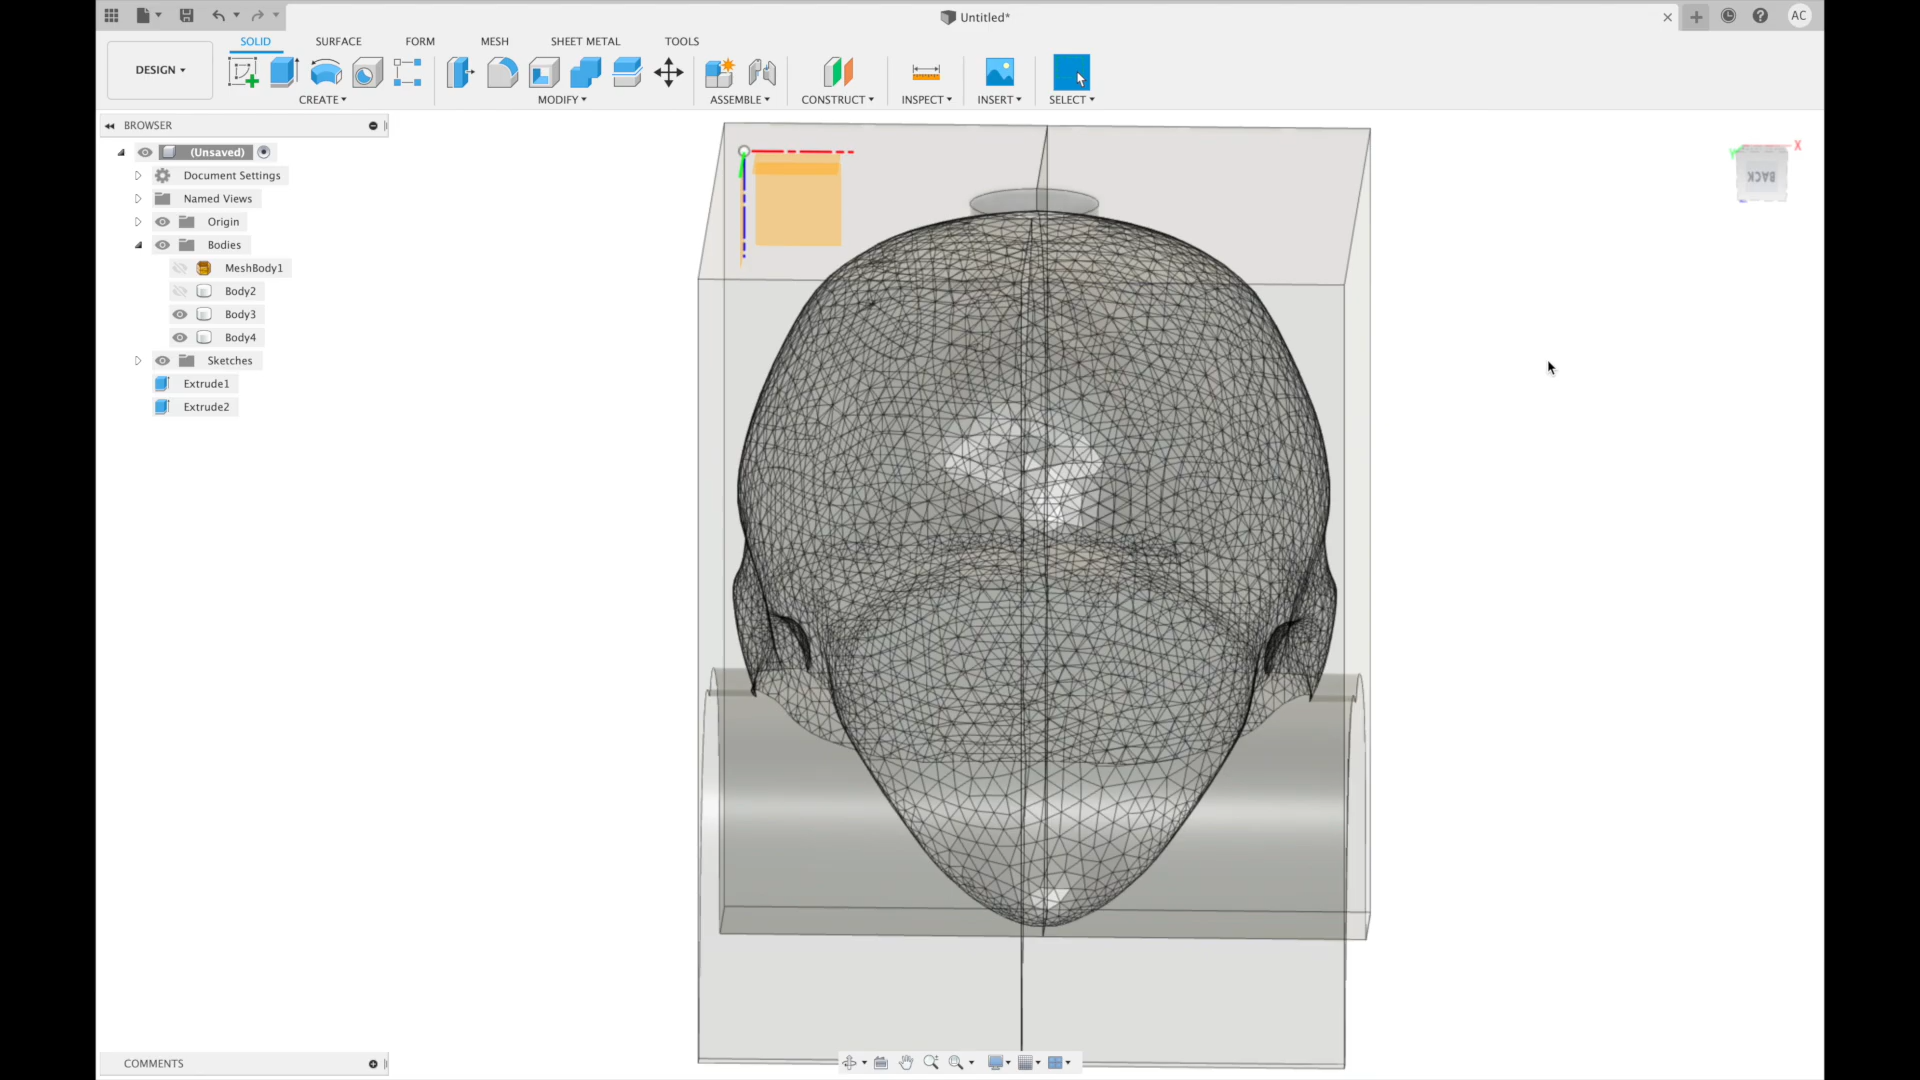 Untitled*
AC
DESIGN
SOLID
SURFACE
FORM
MESH
SHEET METAL
TOOLS
CREATE
MODIFY
ASSEMBLE
CONSTRUCT
INSPECT
INSERT
SELECT
BROWSER
(Unsaved)
Document Settings
Named Views
Origin
Bodies
MeshBody1
Body2
Body3
Body4
Sketches
Extrude1
Extrude2
X
Y
BACK
COMMENTS